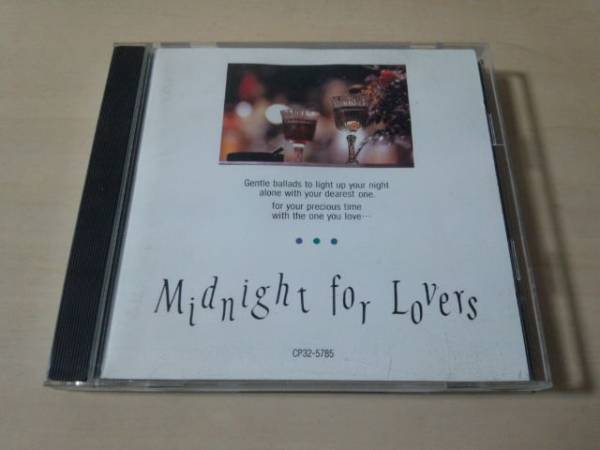 Gentle ballads to light up your night
alone with your dearest one.
for your precious time
with the one you love…
Midnight for Lovers
CP32-5785